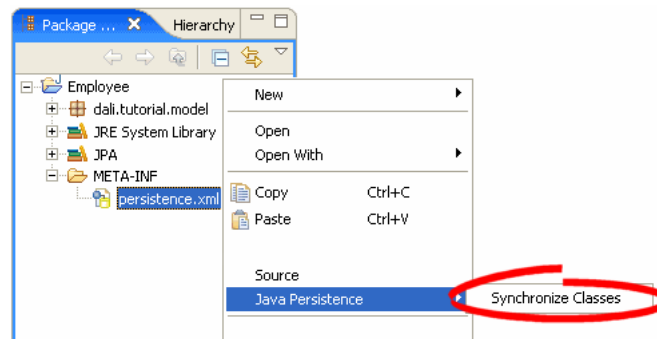 Package ... Hierarchy
Employee
dali.tutorial.model
JRE System Library
JPA
META-INF
persistence.xml
New
Open
Open With
Copy Ctrl+C
Paste Ctrl+V
Source
Java Persistence
Synchronize Classes